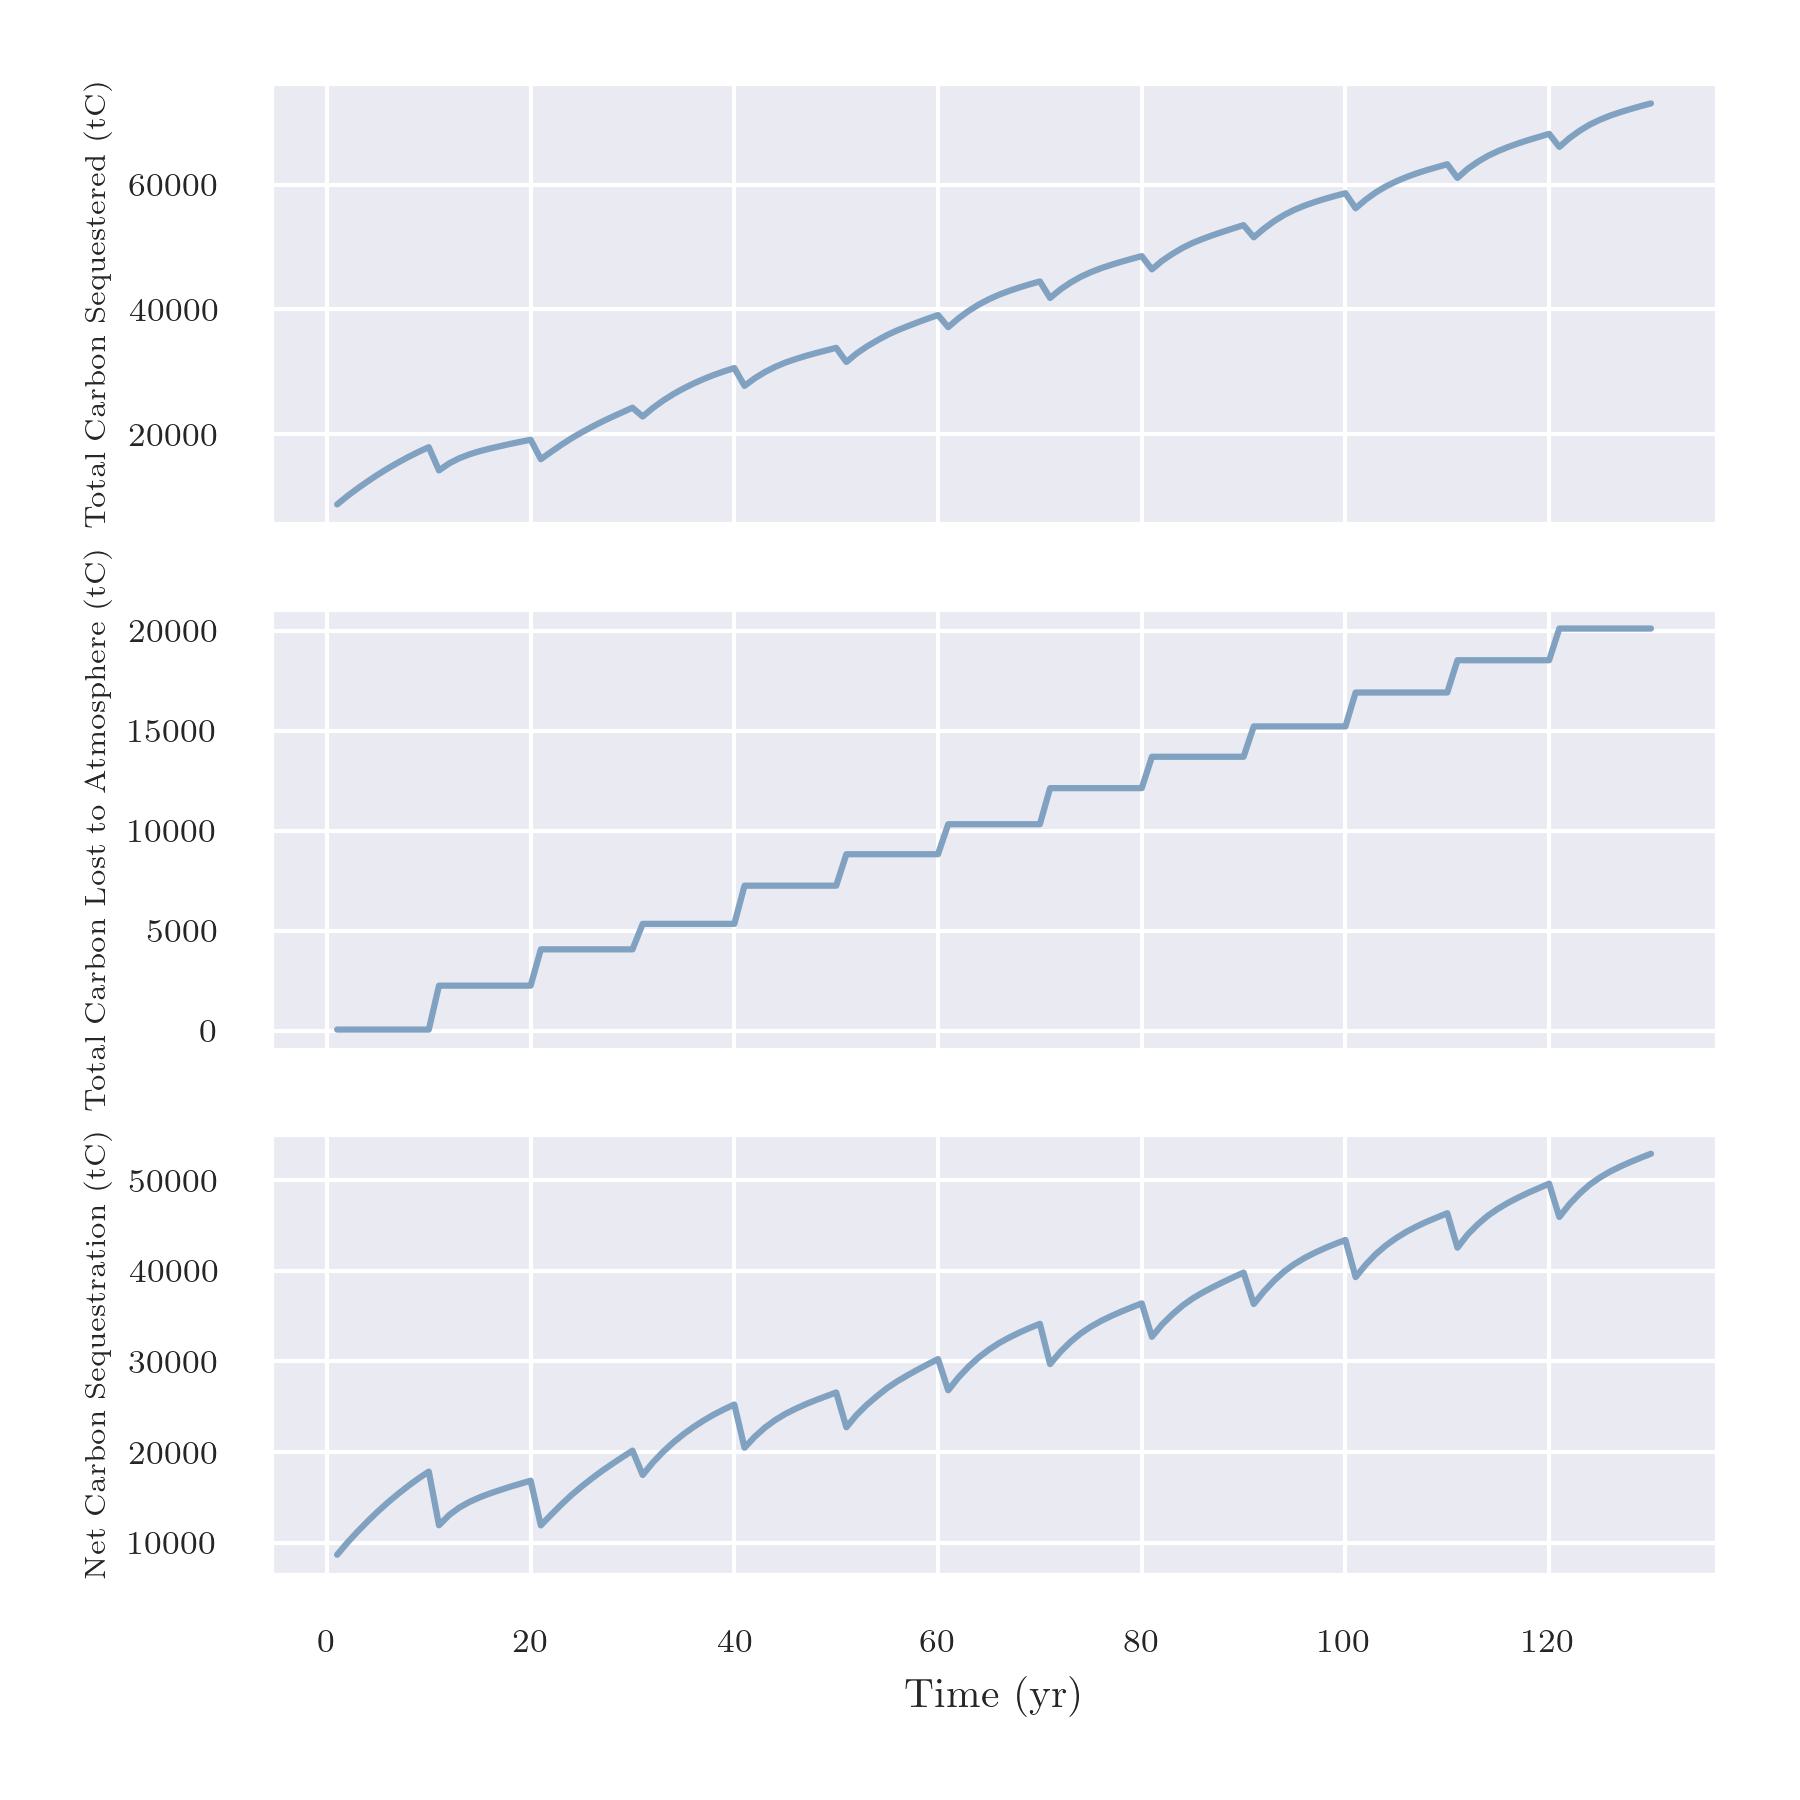 Total Carbon Sequestered (tC)
60000
40000
20000
Total Carbon Lost to Atmosphere (tC)
20000
15000
10000
5000
0
Net Carbon Sequestration (tC)
50000
40000
30000
20000
10000
0 20 40 60 80 100 120
Time (yr)